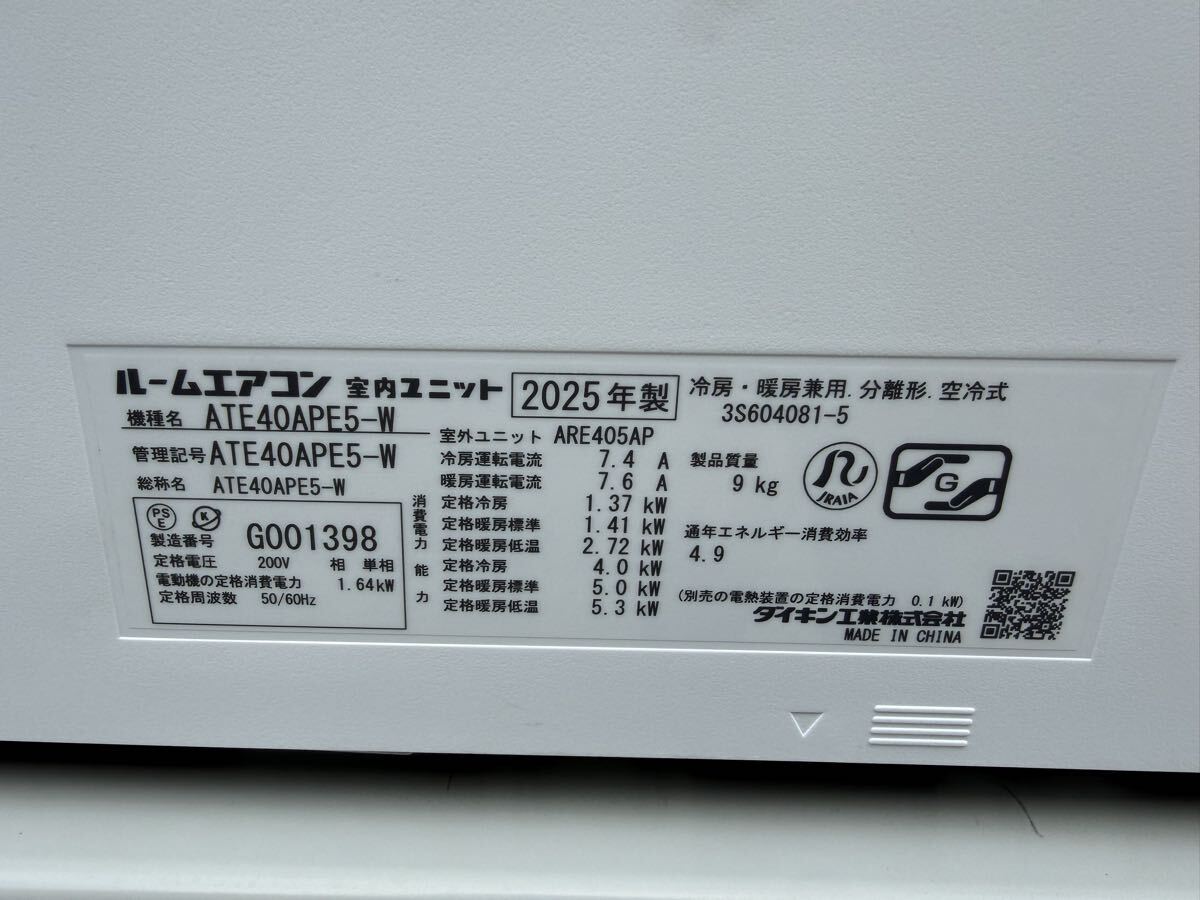 ルームエアコン 室内ユニット 2025年製 冷房・暖房兼用.分離形.空冷式
3S604081-5
機種名 ATE40APE5-W
管理記号 ATE40APE5-W
総称名 ATE40APE5-W
PS E
K
製造番号 G001398
定格電圧 200V 相 単相
電動機の定格消費電力 1.64kW
定格周波数 50/60Hz
室外ユニット ARE405AP
冷房運転電流 7.4 A
暖房運転電流 7.6 A
消費電力
定格冷房 1.37 kW
定格暖房標準 1.41 kW
定格暖房低温 2.72 kW
能力
定格冷房 4.0 kW
定格暖房標準 5.0 kW
定格暖房低温 5.3 kW
製品質量
9 kg
JRAIA
G
通年エネルギー消費効率
4.9
(別売の電熱装置の定格消費電力 0.1 kW)
ダイキン工業株式会社
MADE IN CHINA